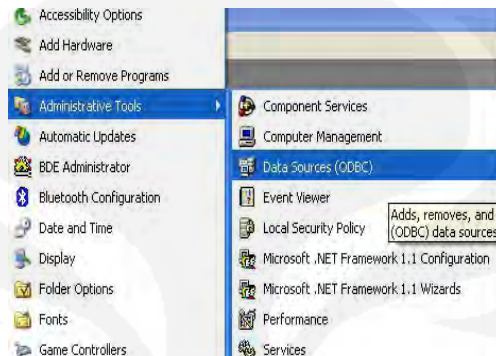 Accessibility Options
Add Hardware
Add or Remove Programs
Administrative Tools
Automatic Updates
BDE Administrator
Bluetooth Configuration
Date and Time
Display
Folder Options
Fonts
Game Controllers
Component Services
Computer Management
Data Sources (ODBC)
Event Viewer
Adds, removes, and
(ODBC) data sources
Local Security Policy
Microsoft .NET Framework 1.1 Configuration
Microsoft .NET Framework 1.1 Wizards
Performance
Services